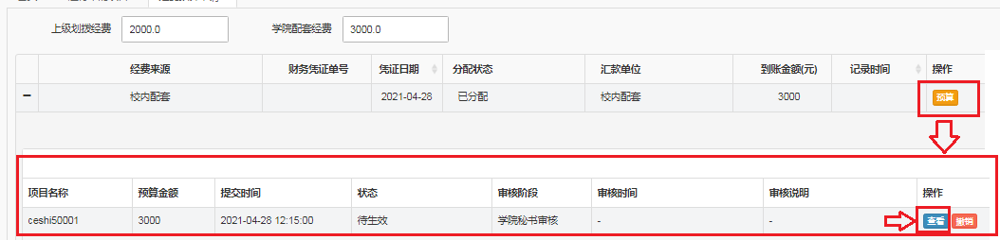 上级划拨经费 2000.0 学院配套经费 3000.0
经费来源 财务凭证单号 凭证日期 分配状态 汇款单位 到账金额(元) 记录时间 操作
校内配套 2021-04-28 已分配 校内配套 3000 预算
项目名称 预算金额 提交时间 状态 审核阶段 审核时间 审核说明 操作
ceshi50001 3000 2021-04-28 12:15:00 待生效 学院秘书审核 - - 查看 撤销